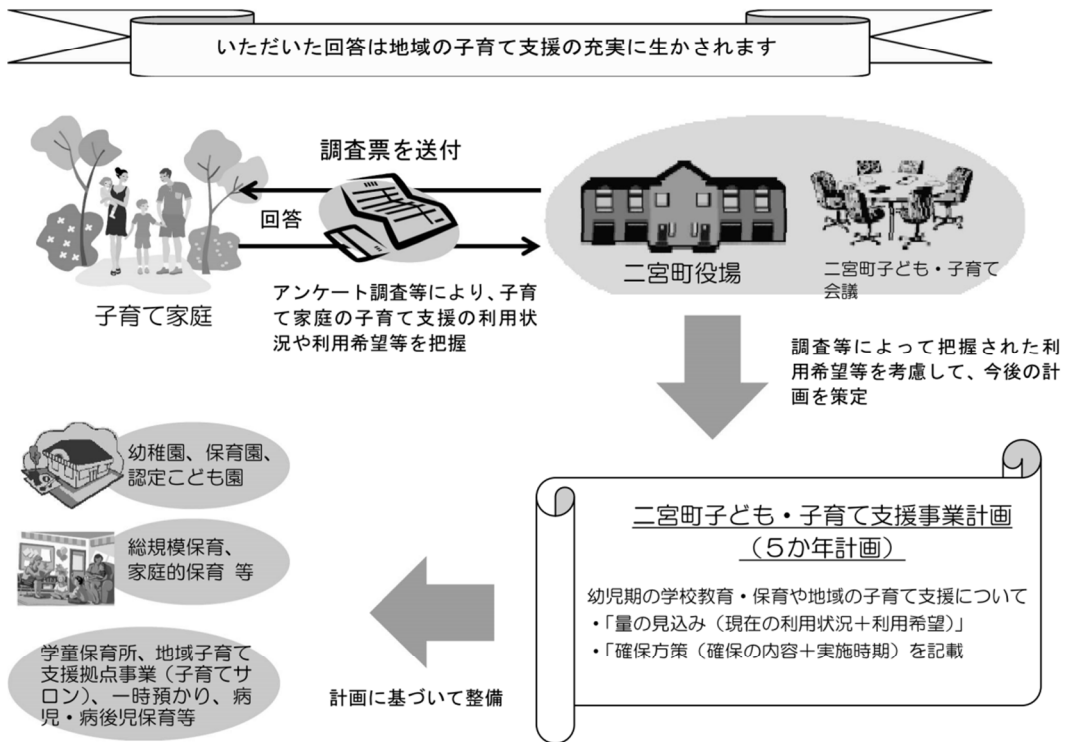 いただいた回答は地域の子育て支援の充実に生かされます
調査票を送付
回答
子育て家庭
アンケート調査等により、子育
て家庭の子育て支援の利用状
況や利用希望等を把握
二宮町役場
二宮町子ども・子育て
会議
調査等によって把握された利
用希望等を考慮して、今後の計
画を策定
二宮町子ども・子育て支援事業計画
（５か年計画）
幼児期の学校教育・保育や地域の子育て支援について
・「量の見込み（現在の利用状況＋利用希望）」
・「確保方策（確保の内容＋実施時期）を記載
計画に基づいて整備
幼稚園、保育園、
認定こども園
総規模保育、
家庭的保育 等
学童保育所、地域子育て
支援拠点事業（子育てサ
ロン）、一時預かり、病
児・病後児保育等